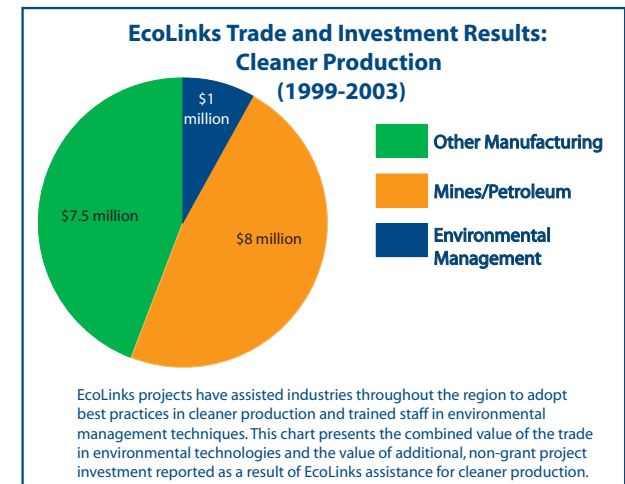 EcoLinks Trade and Investment Results:
Cleaner Production
(1999-2003)
$1
million
Other Manufacturing
Mines/Petroleum
$7.5 million
$8 million
Environmental
Management
EcoLinks projects have assisted industries throughout the region to adopt
best practices in cleaner production and trained staff in environmental
management techniques. This chart presents the combined value of the trade
in environmental technologies and the value of additional, non-grant project
investment reported as a result of EcoLinks assistance for cleaner production.